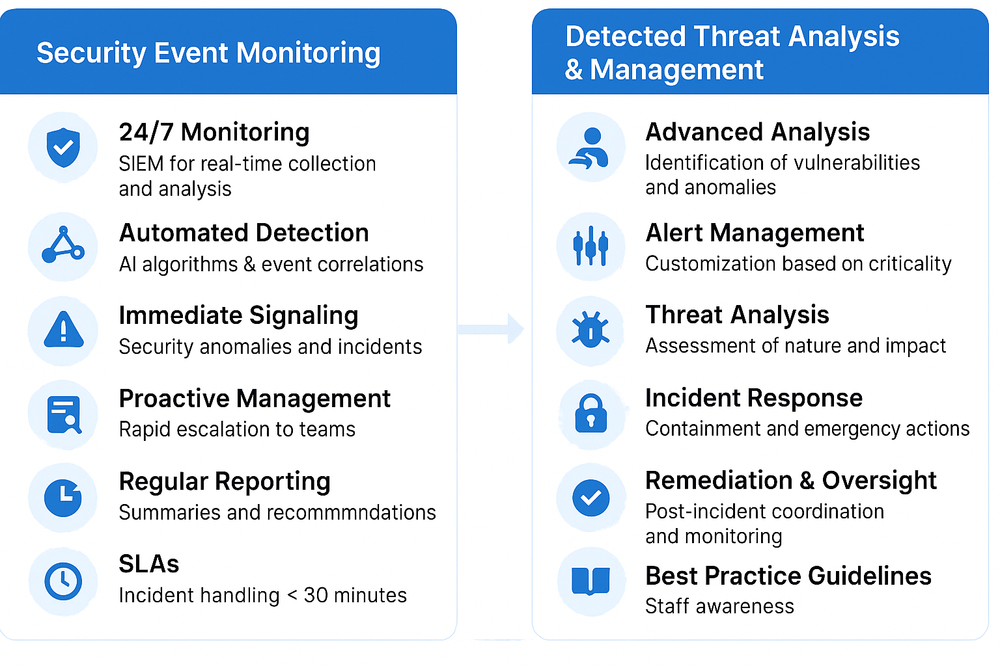 Security Event Monitoring
24/7 Monitoring
SIEM for real-time collection
and analysis
Automated Detection
AI algorithms & event correlations
Immediate Signaling
Security anomalies and incidents
Proactive Management
Rapid escalation to teams
Regular Reporting
Summaries and recommmndations
SLAs
Incident handling < 30 minutes
Detected Threat Analysis
& Management
Advanced Analysis
Identification of vulnerabilities
and anomalies
Alert Management
Customization based on criticality
Threat Analysis
Assessment of nature and impact
Incident Response
Containment and emergency actions
Remediation & Oversight
Post-incident coordination
and monitoring
Best Practice Guidelines
Staff awareness